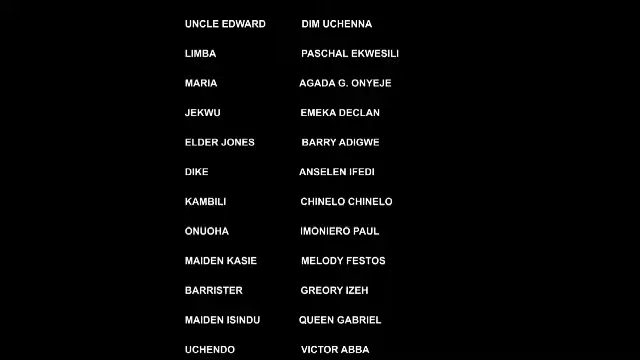 UNCLE EDWARD DIM UCHENNA
LIMBA PASCHAL EKWESILI
MARIA AGADA G. ONYEJE
JEKWU EMEKA DECLAN
ELDER JONES BARRY ADIGWE
DIKE ANSELEN IFEDI
KAMBILI CHINELO CHINELO
ONUOHA IMONIERO PAUL
MAIDEN KASIE MELODY FESTOS
BARRISTER GREORY IZEH
MAIDEN ISINDU QUEEN GABRIEL
UCHENDO VICTOR ABBA